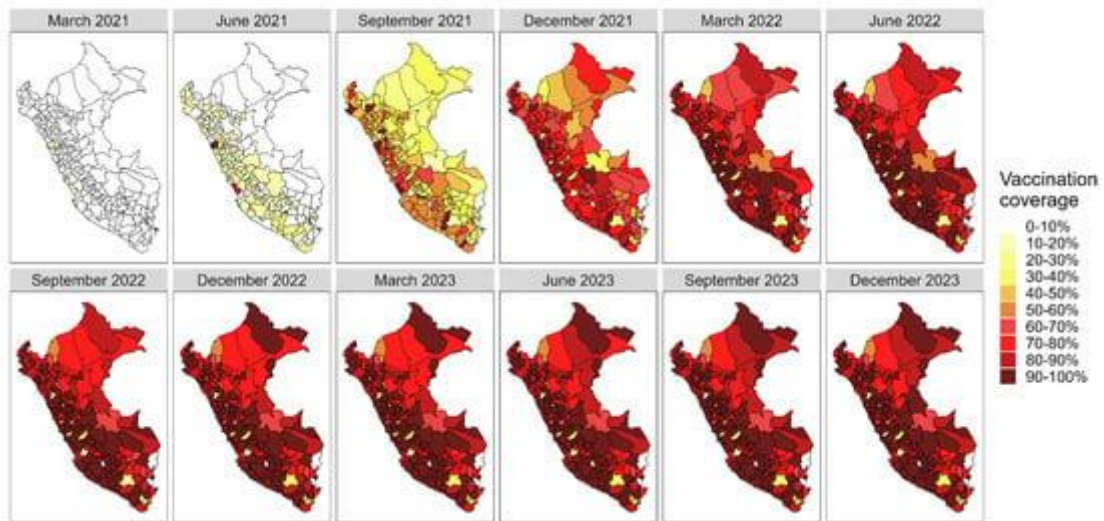 March 2021
June 2021
September 2021
December 2021
March 2022
June 2022
Vaccination
coverage
0-10%
10-20%
20-30%
30-40%
40-50%
50-60%
60-70%
70-80%
80-90%
90-100%
September 2022
December 2022
March 2023
June 2023
September 2023
December 2023